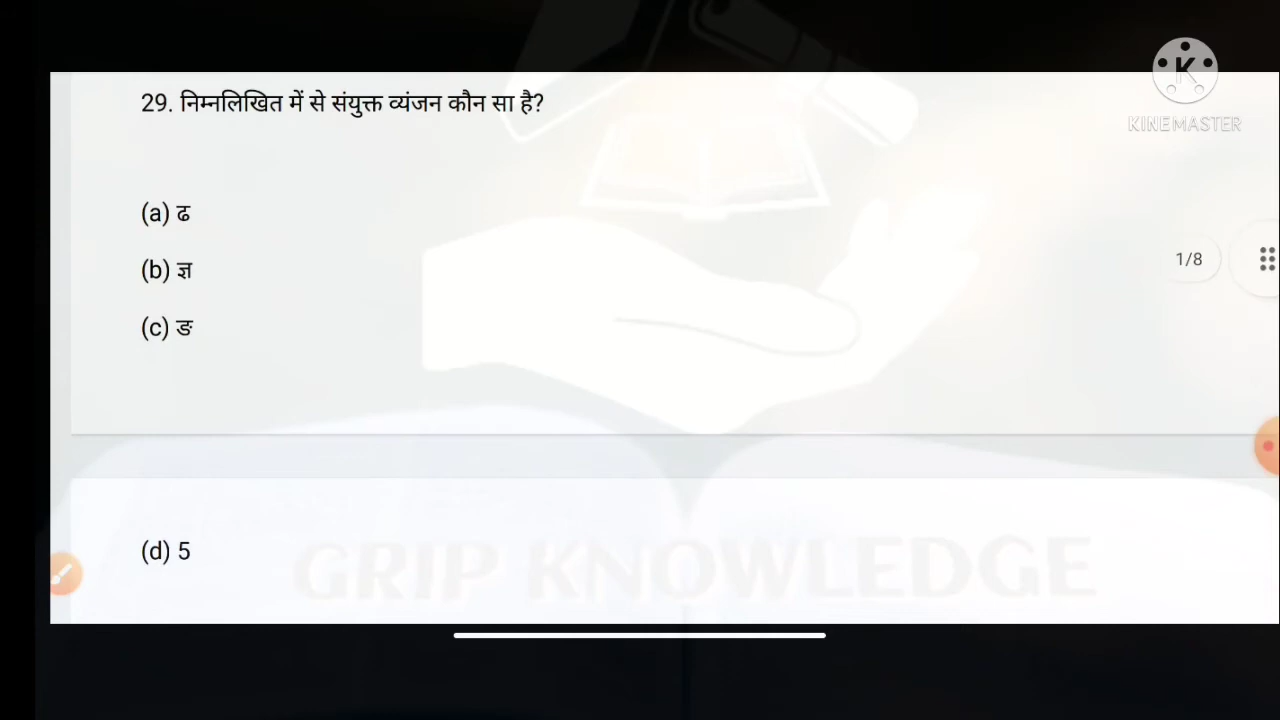 29. निम्नलिखित में से संयुक्त व्यंजन कौन सा है?
KINEMASTER
(a) ढ
(b) ज्ञ
1/8
(c) ङ
(d) 5
GRIP KNOWLEDGE